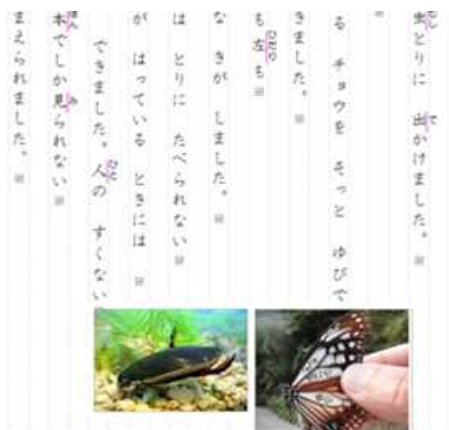 虫とりに 出かけました。
る チョウを そっと ゆびで
きました。
も 左も
な きが しました。
は とりに たべられない
が はっている ときには
できました。人の すくない
本でしか見られない
まえられました。